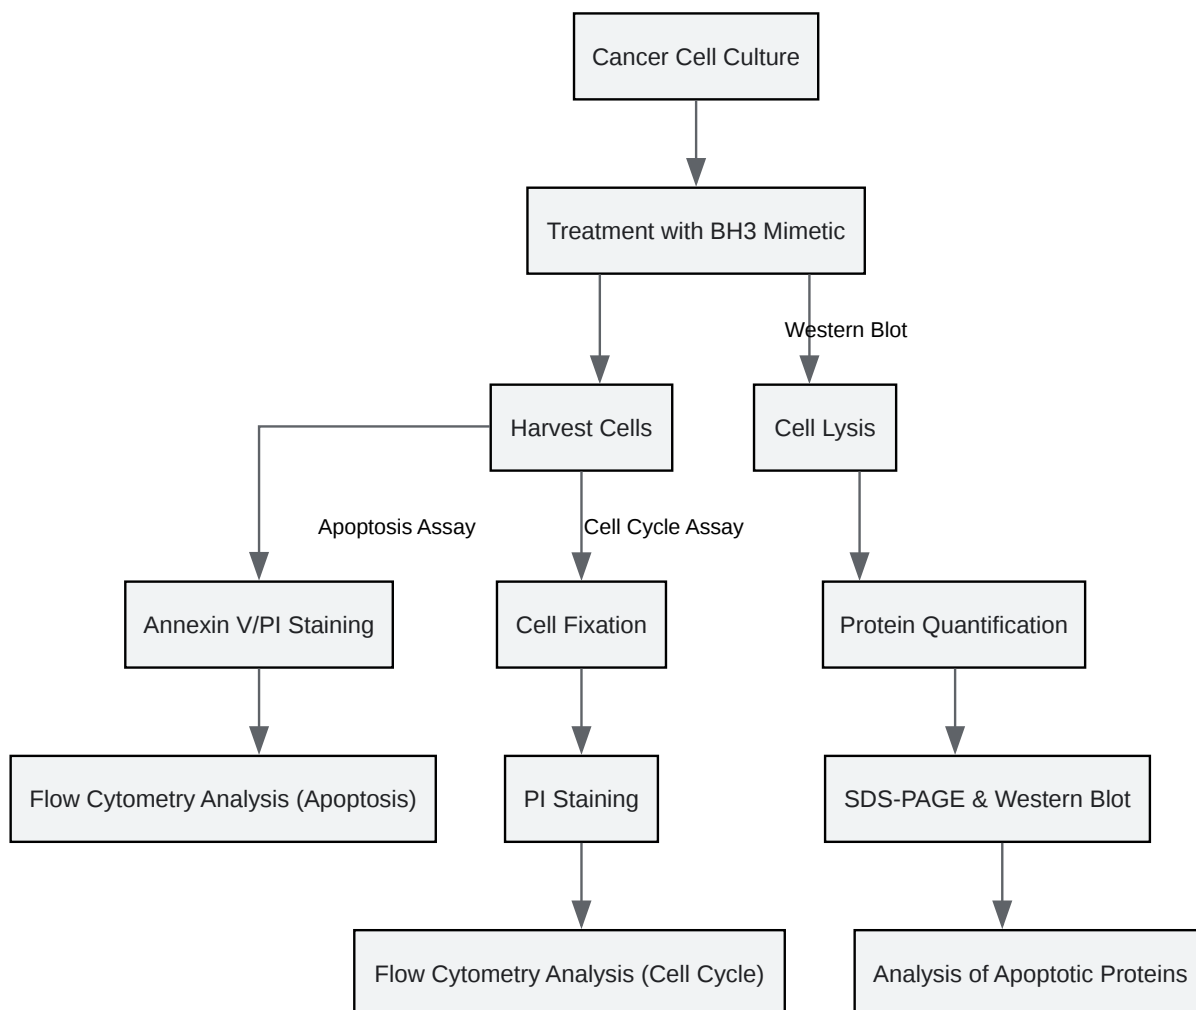 Cancer Cell Culture
Treatment with BH3 Mimetic
Western Blot
Harvest Cells
Cell Lysis
Apoptosis Assay
Cell Cycle Assay
Annexin V/PI Staining
Cell Fixation
Protein Quantification
Flow Cytometry Analysis (Apoptosis)
PI Staining
SDS-PAGE & Western Blot
Flow Cytometry Analysis (Cell Cycle)
Analysis of Apoptotic Proteins